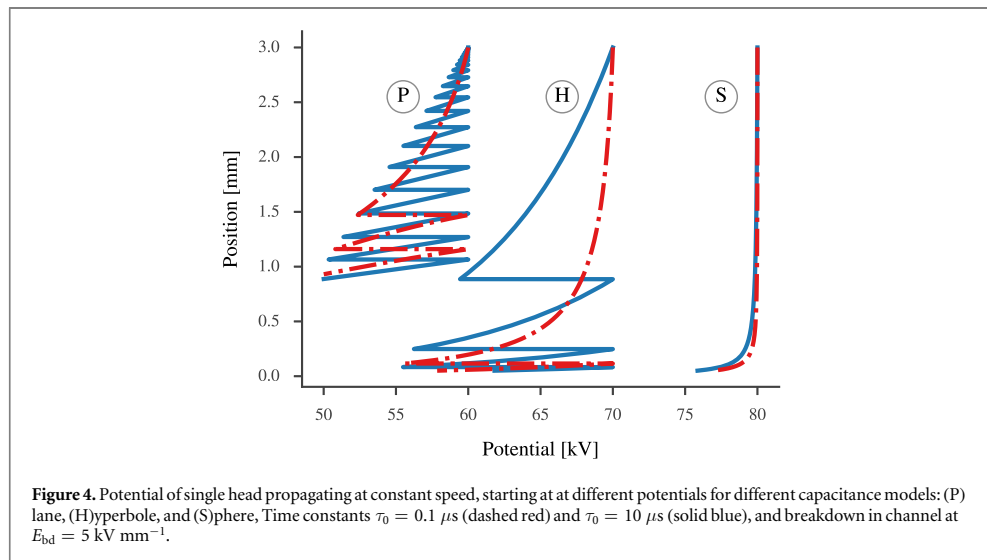 3.0
2.5
2.0
1.5
1.0
0.5
0.0
Position [mm]
P
H
S
50
55
60
65
70
75
80
Potential [kV]
Figure 4. Potential of single head propagating at constant speed, starting at at different potentials for different capacitance models: (P)
lane, (H)yperbole, and (S)phere, Time constants τ₀ = 0.1 μs (dashed red) and τ₀ = 10 μs (solid blue), and breakdown in channel at
E_bd = 5 kV mm⁻¹.